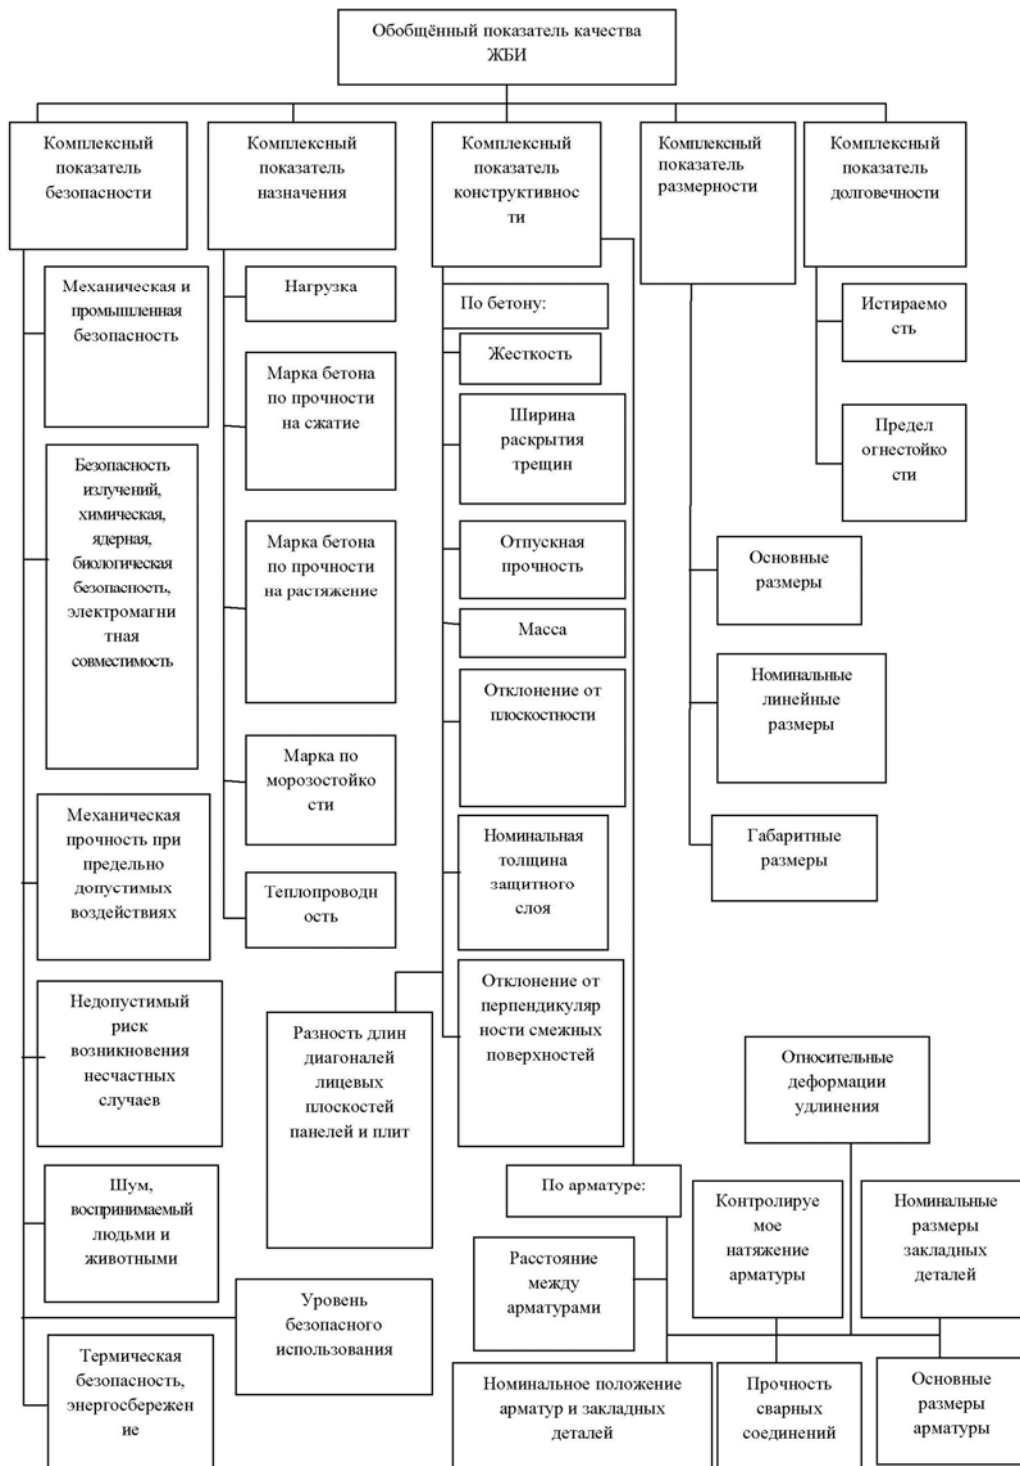 Обобщённый показатель качества
ЖБИ
Комплексный
показатель
безопасности
Комплексный
показатель
назначения
Комплексный
показатель
конструктивнос
ти
Комплексный
показатель
размерности
Комплексный
показатель
долговечности
Механическая и
промышленная
безопасность
Безопасность
излучений,
химическая,
ядерная,
биологическая
безопасность,
электромагни
тная
совместимость
Механическая
прочность при
предельно
допустимых
воздействиях
Недопустимый
риск
возникновения
несчастных
случаев
Шум,
воспринимаемый
людьми и
животными
Уровень
безопасного
использования
Термическая
безопасность,
энергосбережен
ие
Нагрузка
Марка бетона
по прочности
на сжатие
Марка бетона
по прочности
на растяжение
Марка по
морозостойко
сти
Теплопроводн
ость
По бетону:
Жесткость
Ширина
раскрытия
трещин
Отпускная
прочность
Масса
Отклонение от
плоскостности
Номинальная
толщина
защитного
слоя
Отклонение от
перпендикуляр
ности смежных
поверхностей
Разность длин
диагоналей
лицевых
плоскостей
панелей и плит
По арматуре:
Расстояние
между
арматурами
Номинальное положение
арматур и закладных
деталей
Контролируе
мое
натяжение
арматуры
Прочность
сварных
соединений
Относительные
деформации
удлинения
Номинальные
размеры
закладных
деталей
Основные
размеры
арматуры
Основные
размеры
Номинальные
линейные
размеры
Габаритные
размеры
Истираемо
сть
Предел
огнестойко
сти